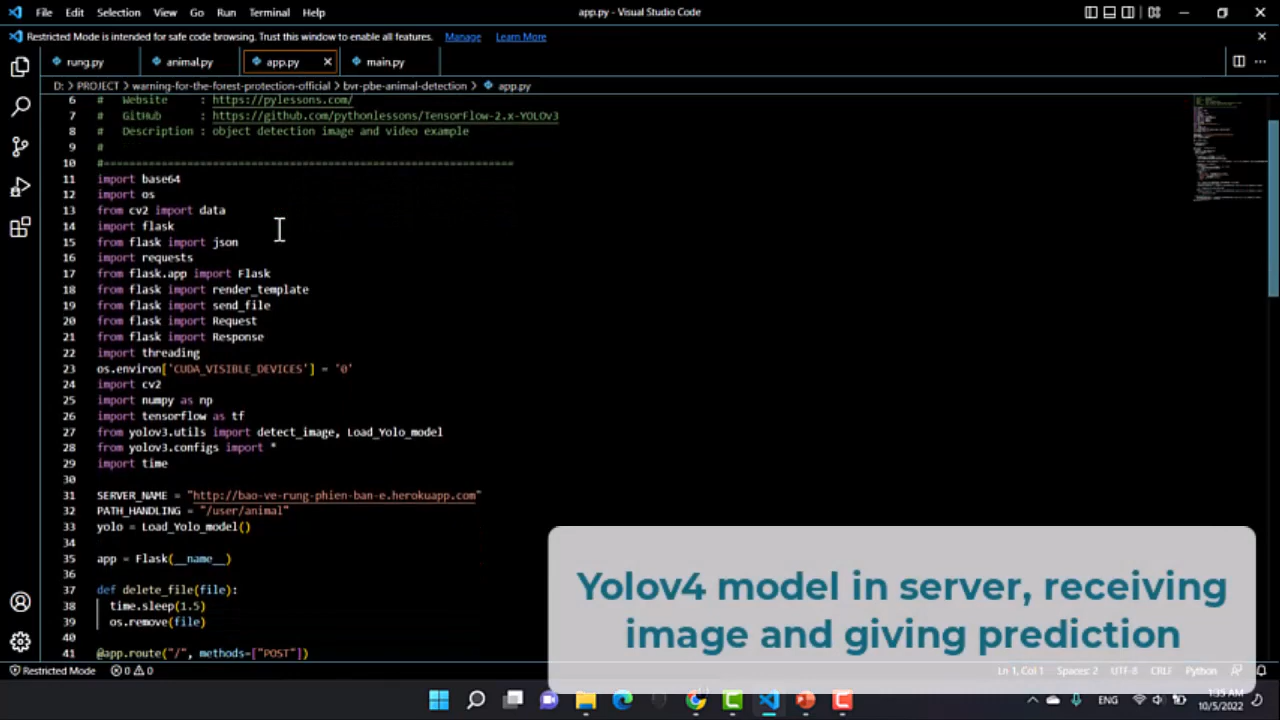 File Edit Selection View Go Run Terminal Help
app.py - Visual Studio Code
Restricted Mode is intended for safe code browsing. Trust this window to enable all features. Manage Learn More
rung.py animal.py app.py main.py
D: > PROJECT > warning-for-the-forest-protection-official > bvr-pbe-animal-detection > app.py
6 # Website : https://pylessons.com/
7 # GitHub : https://github.com/pythonlessons/TensorFlow-2.x-YOLOv3
8 # Description : object detection image and video example
9 #
10 #================================================================
11 import base64
12 import os
13 from cv2 import data
14 import flask
15 from flask import json
16 import requests
17 from flask.app import Flask
18 from flask import render_template
19 from flask import send_file
20 from flask import Request
21 from flask import Response
22 import threading
23 os.environ['CUDA_VISIBLE_DEVICES'] = '0'
24 import cv2
25 import numpy as np
26 import tensorflow as tf
27 from yolov3.utils import detect_image, Load_Yolo_model
28 from yolov3.configs import *
29 import time
30
31 SERVER_NAME = "http://bao-ve-rung-phien-ban-e.herokuapp.com"
32 PATH_HANDLING = "/user/animal"
33 yolo = Load_Yolo_model()
34
35 app = Flask(__name__)
36
37 def delete_file(file):
38 time.sleep(1.5)
39 os.remove(file)
40
41 @app.route("/", methods=["POST"])
Yolov4 model in server, receiving
image and giving prediction
Restricted Mode 0 0
Ln 1, Col 1 Spaces: 2 UTF-8 CRLF Python
ENG
1:35 AM
10/5/2022